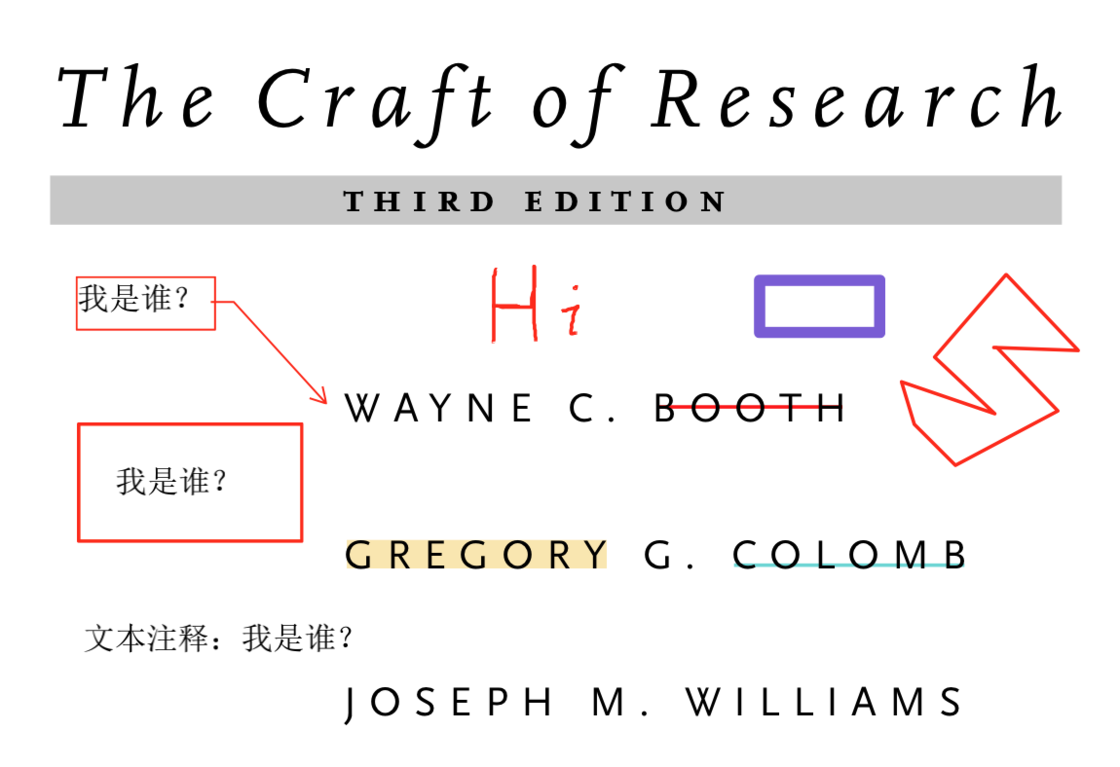 The Craft of Research
THIRD EDITION
我是谁？
Hi
WAYNE C. BOOTH
我是谁？
GREGORY G. COLOMB
文本注释：我是谁？
JOSEPH M. WILLIAMS